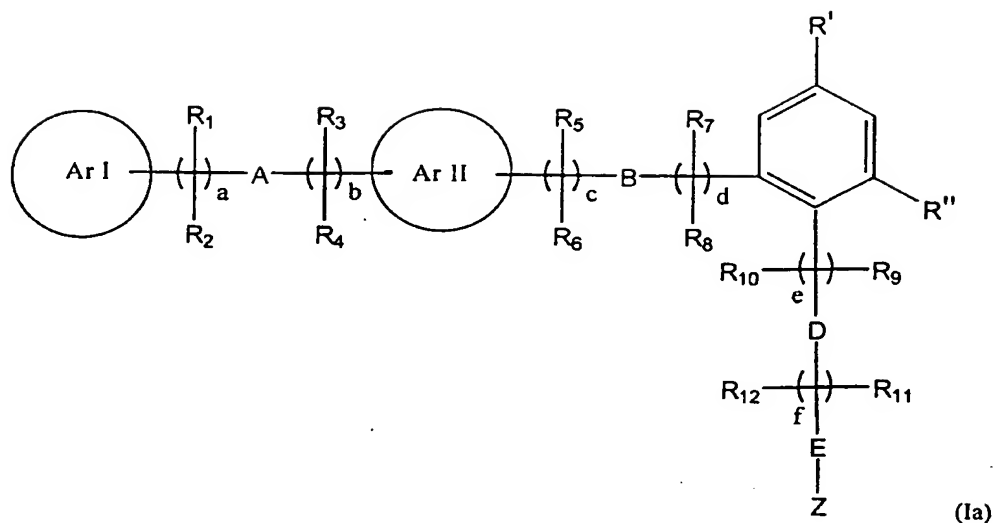 R'
R₁ R₃ R₅ R₇
Ar I ( ) a A ( ) b Ar II ( ) c B ( ) d
R₂ R₄ R₆ R₈ R"
R₁₀ ( ) e R₉
D
R₁₂ ( ) f R₁₁
E
Z
(Ia)